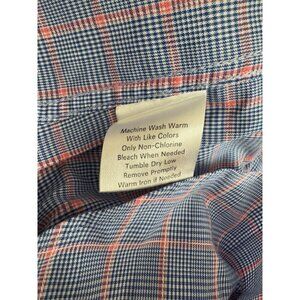 Machine Wash Warm
With Like Colors
Only Non-Chlorine
Bleach When Needed
Tumble Dry Low
Remove Promptly
Warm Iron if Needed